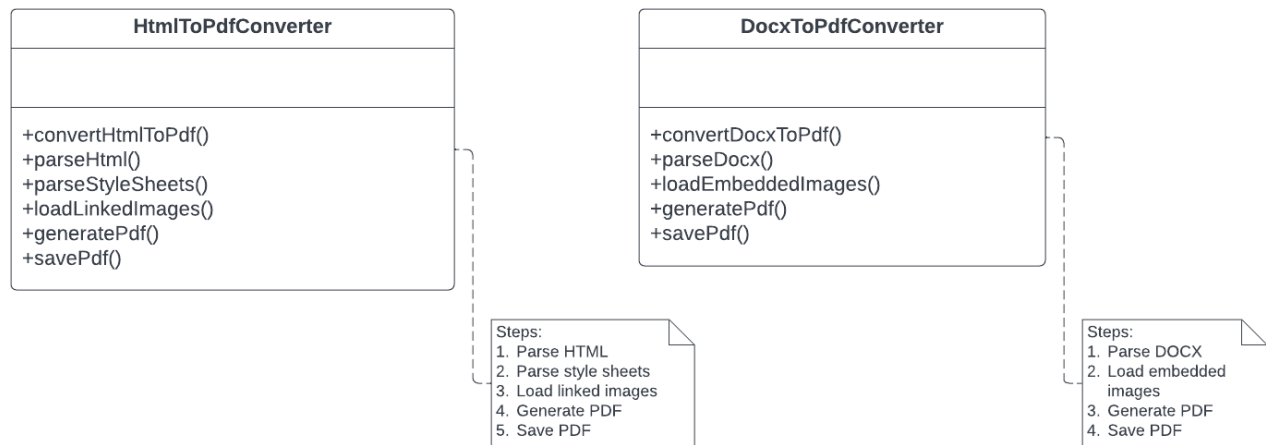 HtmlToPdfConverter
+convertHtmlToPdf()
+parseHtml()
+parseStyleSheets()
+loadLinkedImages()
+generatePdf()
+savePdf()
DocxToPdfConverter
+convertDocxToPdf()
+parseDocx()
+loadEmbeddedImages()
+generatePdf()
+savePdf()
Steps:
1. Parse HTML
2. Parse style sheets
3. Load linked images
4. Generate PDF
5. Save PDF
Steps:
1. Parse DOCX
2. Load embedded
images
3. Generate PDF
4. Save PDF